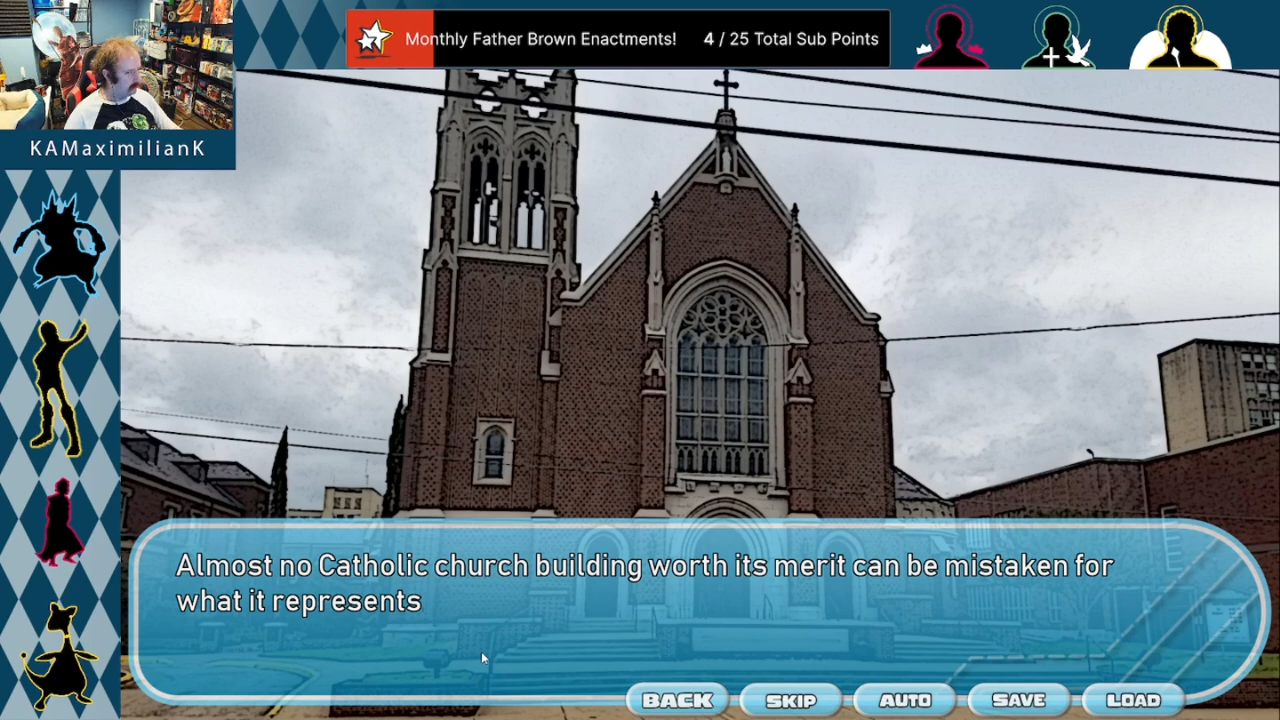 Monthly Father Brown Enactments! 4 / 25 Total Sub Points
KAMaximilianK
Almost no Catholic church building worth its merit can be mistaken for
what it represents
BACK SKIP AUTO SAVE LOAD